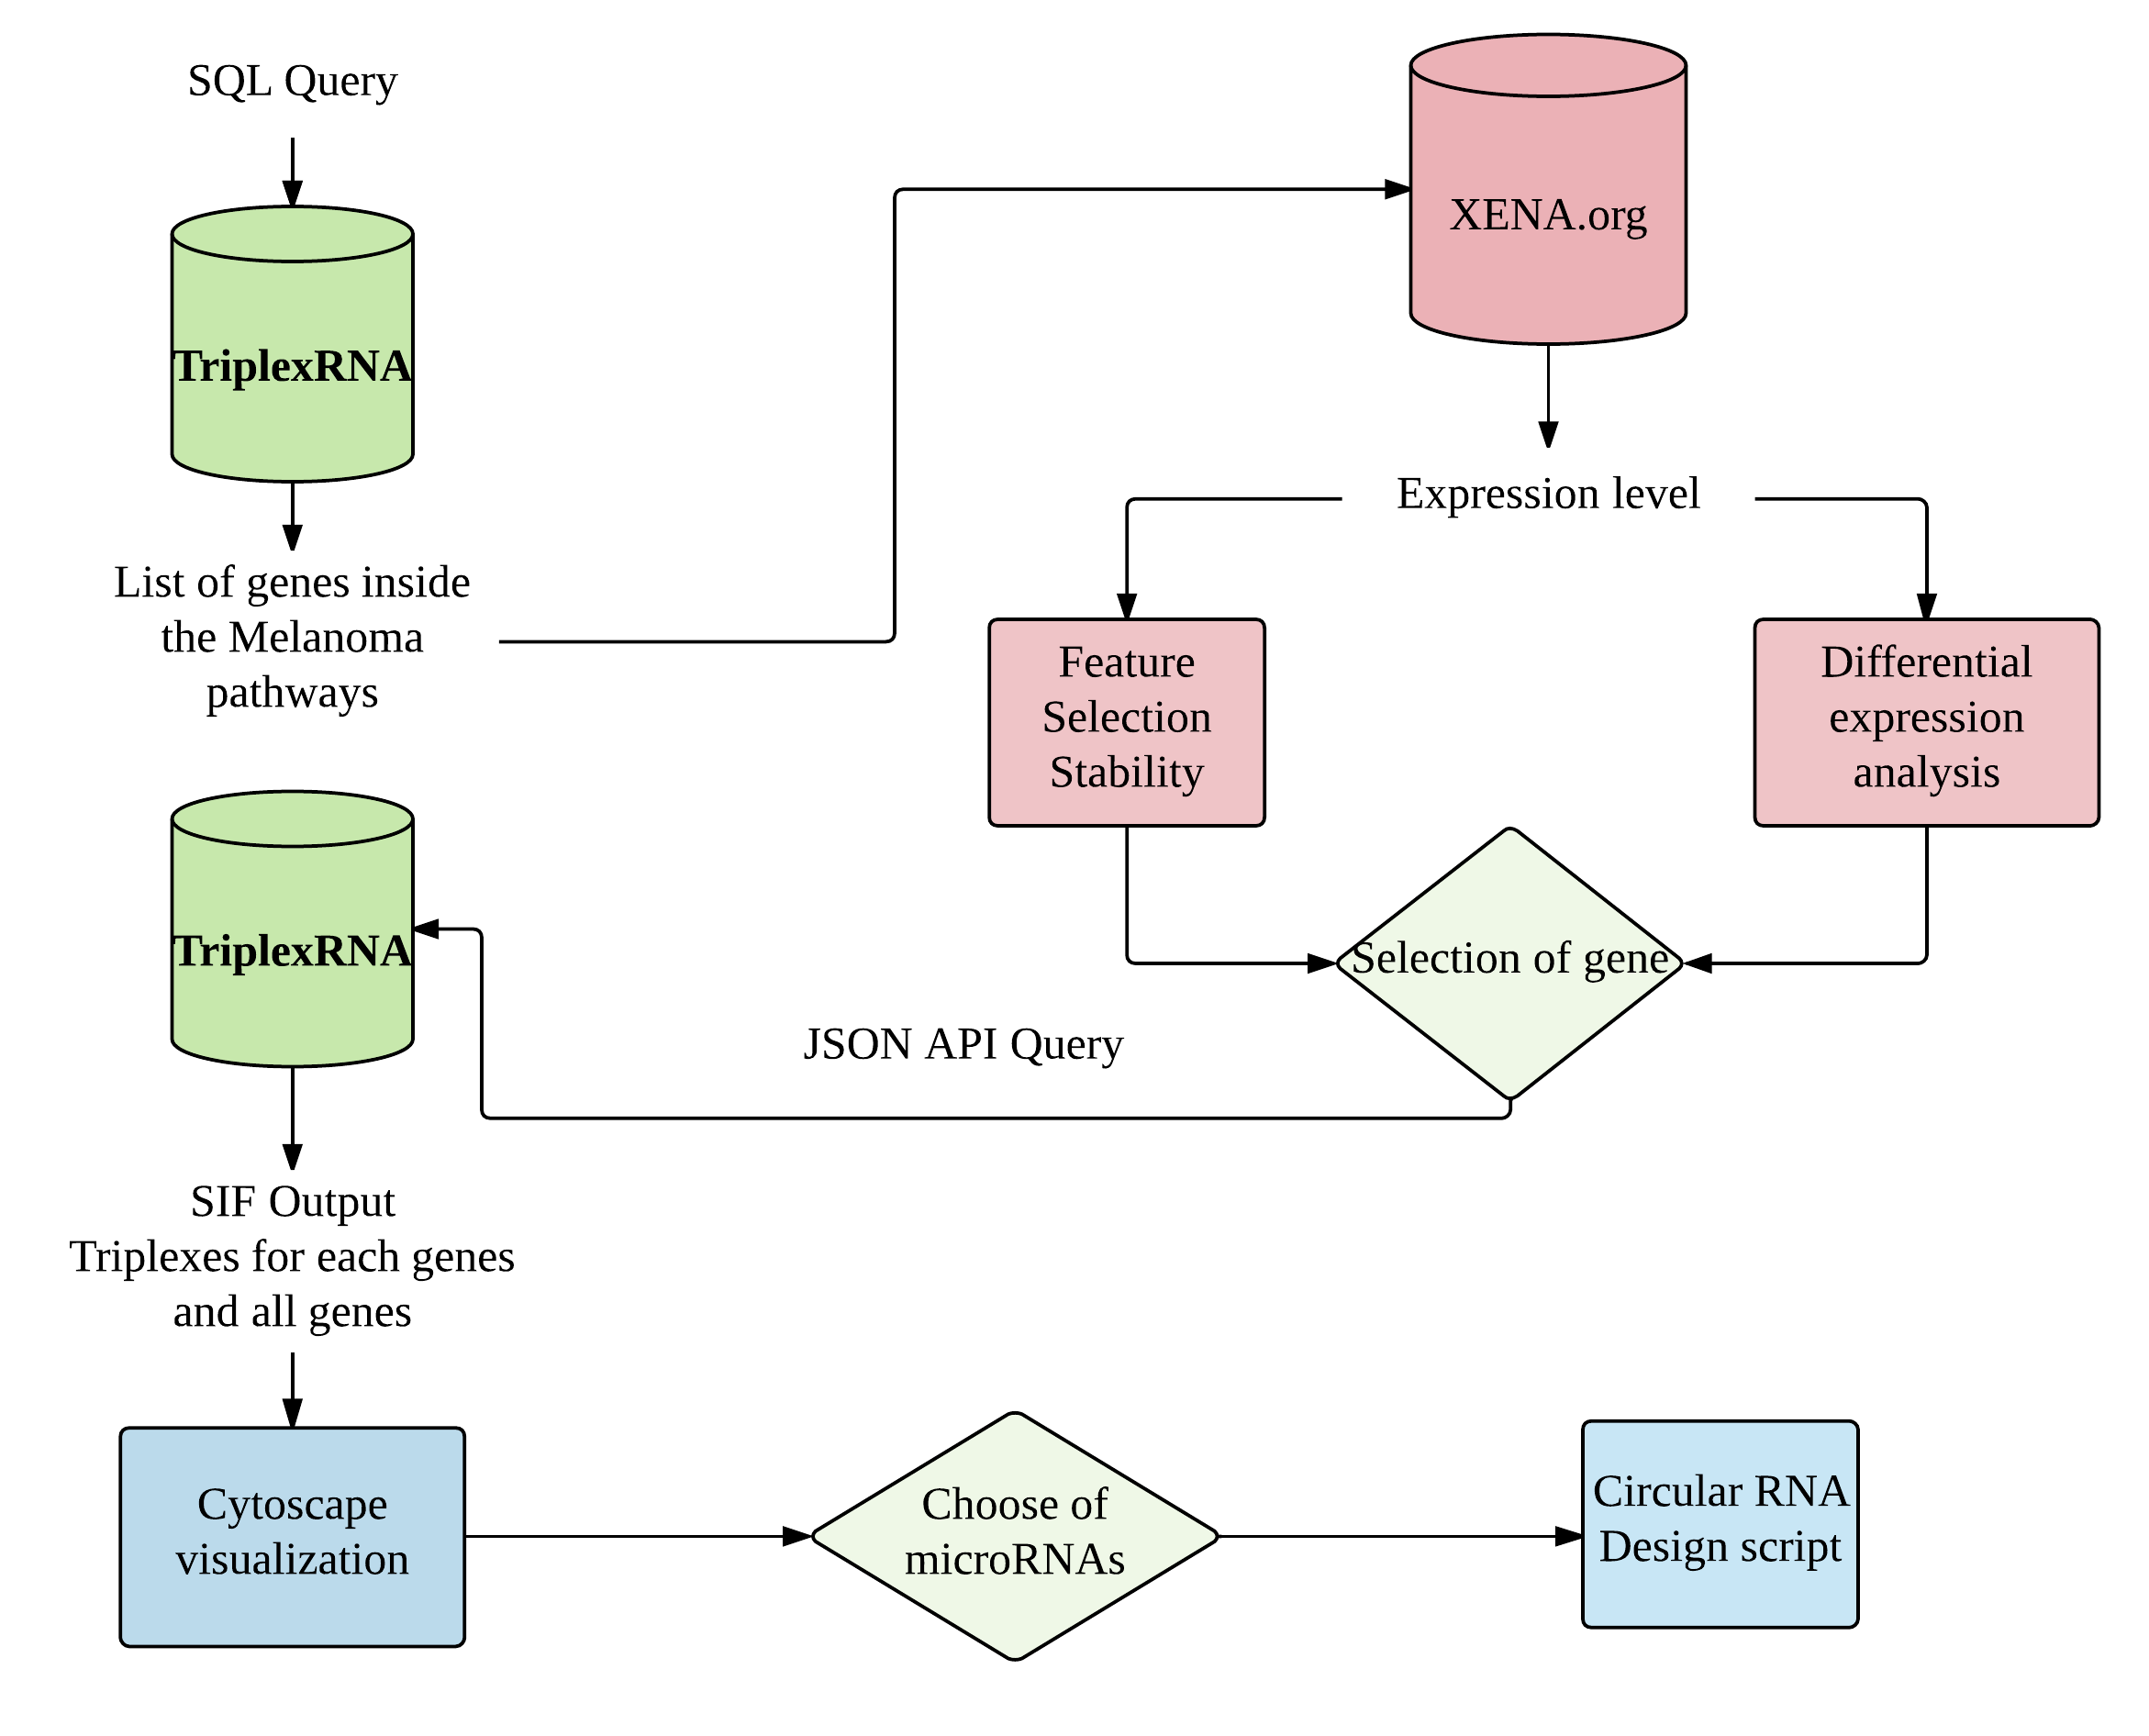 SQL Query
TriplexRNA
List of genes inside
the Melanoma
pathways
XENA.org
Expression level
Feature
Selection
Stability
Differential
expression
analysis
Selection of gene
JSON API Query
TriplexRNA
SIF Output
Triplexes for each genes
and all genes
Cytoscape
visualization
Choose of
microRNAs
Circular RNA
Design script